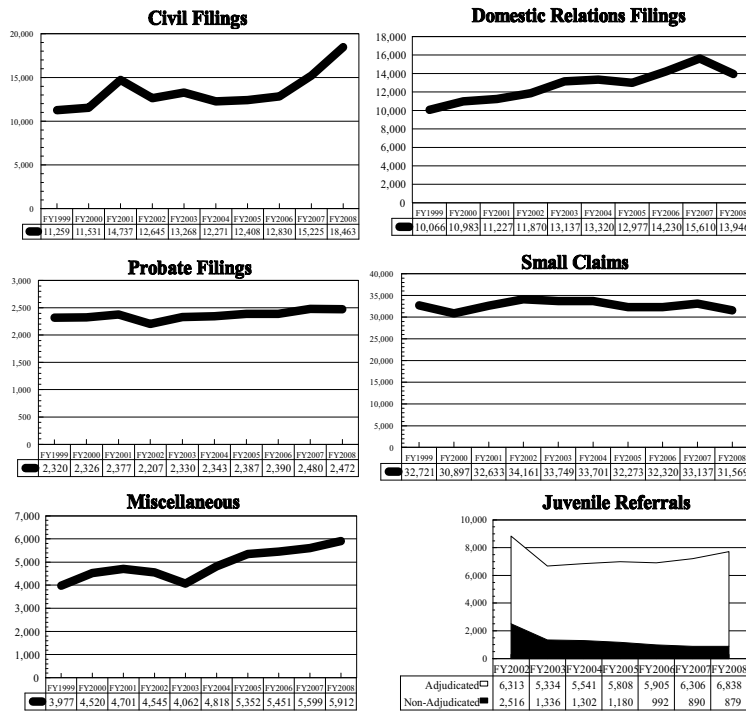 Civil Filings
20,000
15,000
10,000
5,000
0
FY1999 FY2000 FY2001 FY2002 FY2003 FY2004 FY2005 FY2006 FY2007 FY2008
11,259 11,531 14,737 12,645 13,268 12,271 12,408 12,830 15,225 18,463
Domestic Relations Filings
18,000
16,000
14,000
12,000
10,000
8,000
6,000
4,000
2,000
0
FY1999 FY2000 FY2001 FY2002 FY2003 FY2004 FY2005 FY2006 FY2007 FY2008
10,066 10,983 11,227 11,870 13,137 13,320 12,977 14,230 15,610 13,946
Probate Filings
3,000
2,500
2,000
1,500
1,000
500
0
FY1999 FY2000 FY2001 FY2002 FY2003 FY2004 FY2005 FY2006 FY2007 FY2008
2,320 2,326 2,377 2,207 2,330 2,343 2,387 2,390 2,480 2,472
Small Claims
40,000
35,000
30,000
25,000
20,000
15,000
10,000
5,000
0
FY1999 FY2000 FY2001 FY2002 FY2003 FY2004 FY2005 FY2006 FY2007 FY2008
32,721 30,897 32,633 34,161 33,749 33,701 32,273 32,320 33,137 31,569
Miscellaneous
7,000
6,000
5,000
4,000
3,000
2,000
1,000
0
FY1999 FY2000 FY2001 FY2002 FY2003 FY2004 FY2005 FY2006 FY2007 FY2008
3,977 4,520 4,701 4,545 4,062 4,818 5,352 5,451 5,599 5,912
Juvenile Referrals
10,000
8,000
6,000
4,000
2,000
0
FY2002 FY2003 FY2004 FY2005 FY2006 FY2007 FY2008
Adjudicated 6,313 5,334 5,541 5,808 5,905 6,306 6,838
Non-Adjudicated 2,516 1,336 1,302 1,180 992 890 879